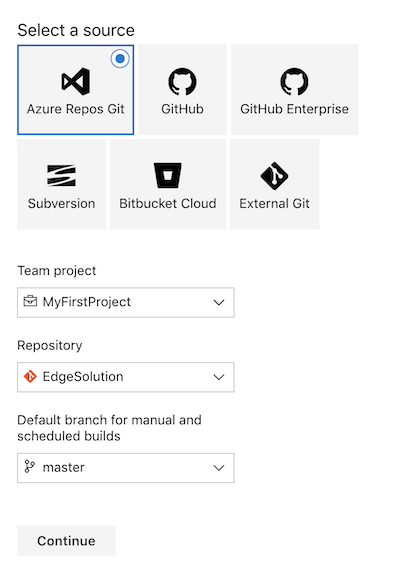 Select a source
Azure Repos Git
GitHub
GitHub Enterprise
Subversion
Bitbucket Cloud
External Git
Team project
MyFirstProject
Repository
EdgeSolution
Default branch for manual and
scheduled builds
master
Continue